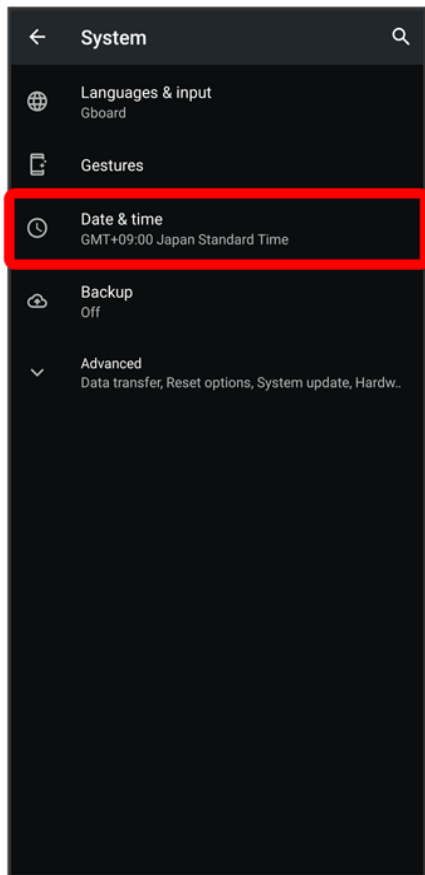 System
Languages & input
Gboard
Gestures
Date & time
GMT+09:00 Japan Standard Time
Backup
Off
Advanced
Data transfer, Reset options, System update, Hardw..